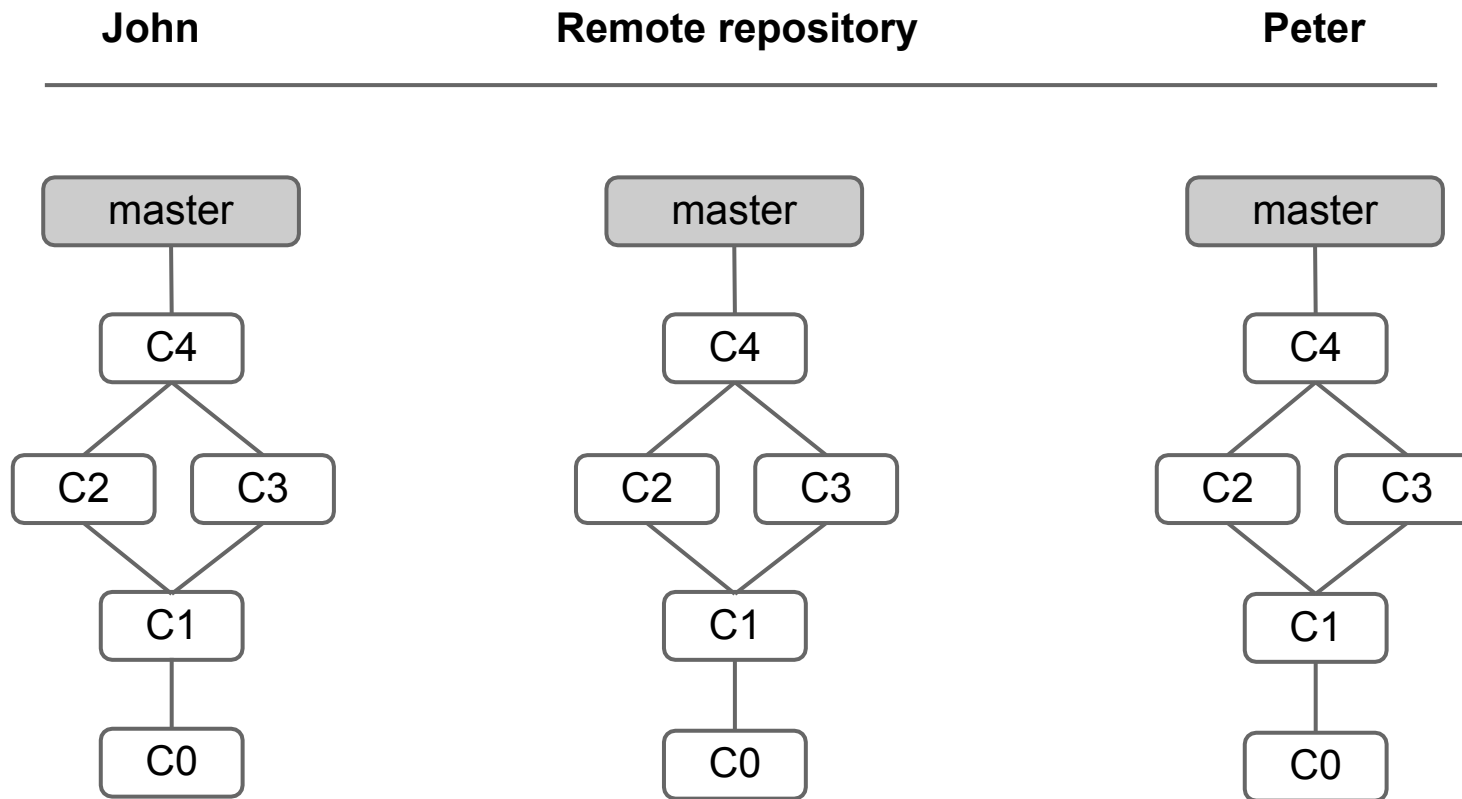 John Remote repository Peter
master master master
C4 C4 C4
C2 C3 C2 C3 C2 C3
C1 C1 C1
C0 C0 C0